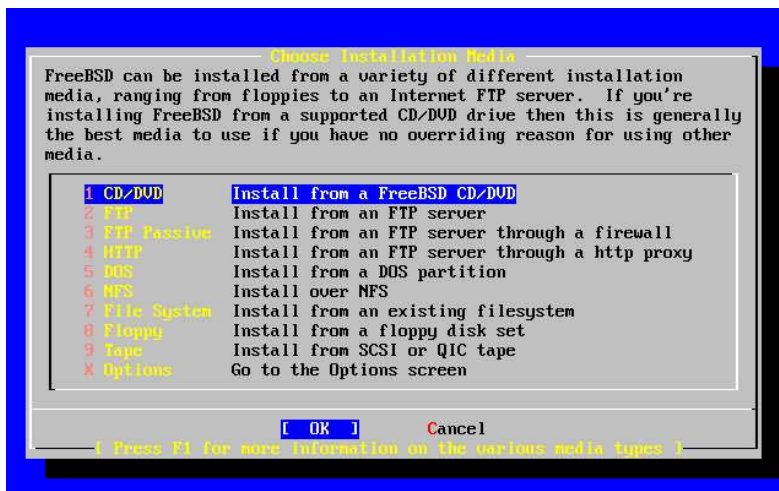 Choose Installation Media
FreeBSD can be installed from a variety of different installation
media, ranging from floppies to an Internet FTP server.  If you're
installing FreeBSD from a supported CD/DVD drive then this is generally
the best media to use if you have no overriding reason for using other
media.
1 CD/DVD Install from a FreeBSD CD/DVD
2 FTP Install from an FTP server
3 FTP Passive Install from an FTP server through a firewall
4 HTTP Install from an FTP server through a http proxy
5 DOS Install from a DOS partition
6 NFS Install over NFS
7 File System Install from an existing filesystem
8 Floppy Install from a floppy disk set
9 Tape Install from SCSI or QIC tape
X Options Go to the Options screen
[ OK ] Cancel
[ Press F1 for more information on the various media types ]